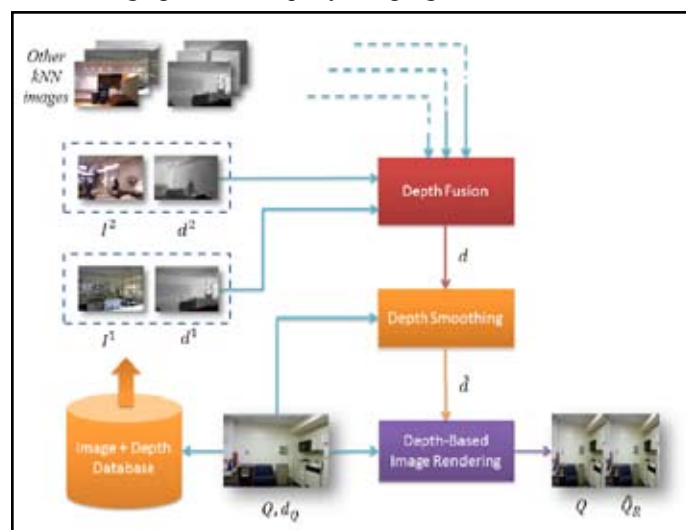 Other
kNN
images
Depth Fusion
I² d²
d
Depth Smoothing
I¹ d¹
d̂
Image + Depth
Database
Depth-Based
Image Rendering
Q, d_Q
Q Q̂_R